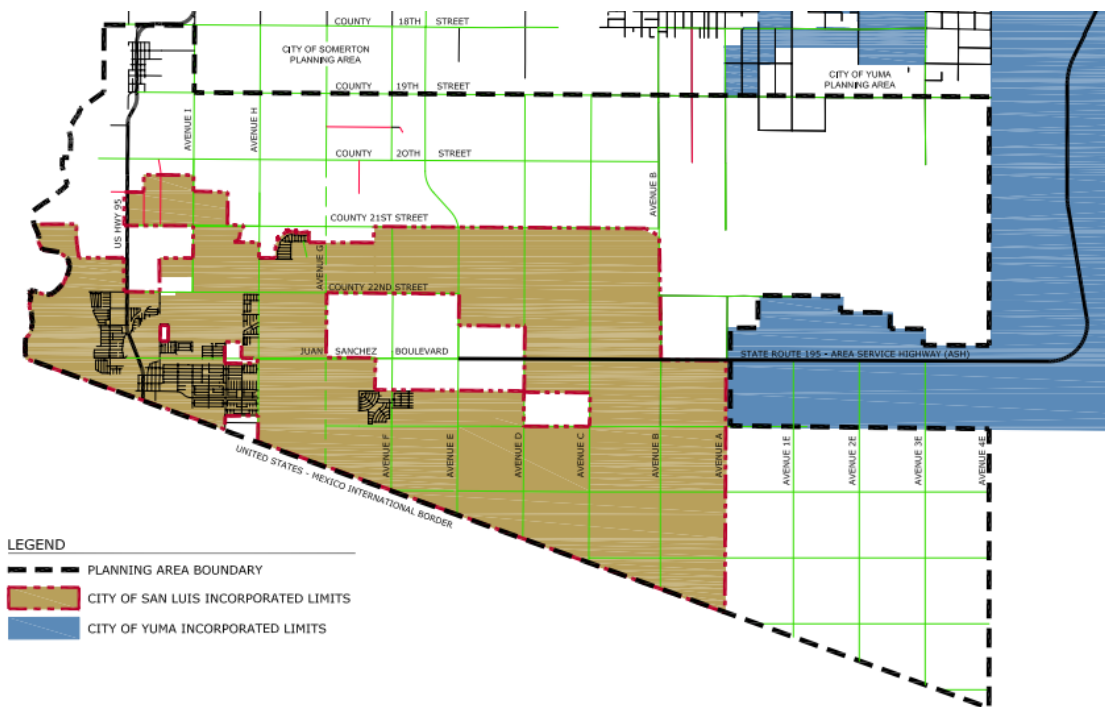 COUNTY 18TH STREET
CITY OF SOMERTON
PLANNING AREA
CITY OF YUMA
PLANNING AREA
COUNTY 19TH STREET
AVENUE I
AVENUE H
COUNTY 20TH STREET
AVENUE B
US HWY 95
COUNTY 21ST STREET
AVENUE G
COUNTY 22ND STREET
JUAN SANCHEZ BOULEVARD
STATE ROUTE 195 - AREA SERVICE HIGHWAY (ASH)
AVENUE F
AVENUE E
AVENUE D
AVENUE C
AVENUE B
AVENUE A
AVENUE 1E
AVENUE 2E
AVENUE 3E
AVENUE 4E
UNITED STATES - MEXICO INTERNATIONAL BORDER
LEGEND
PLANNING AREA BOUNDARY
CITY OF SAN LUIS INCORPORATED LIMITS
CITY OF YUMA INCORPORATED LIMITS